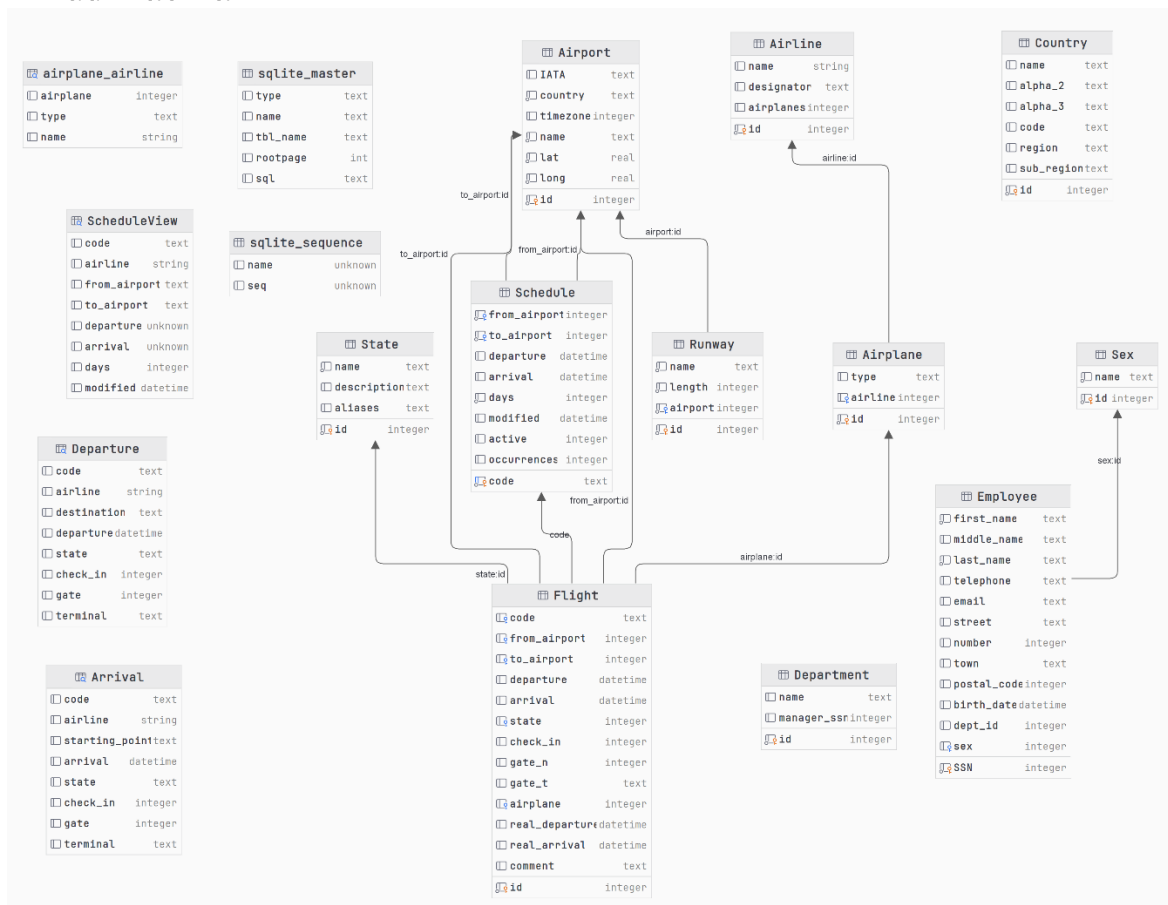 airplane_airline
airplane integer
type text
name string
sqlite_master
type text
name text
tbl_name text
rootpage int
sql text
Airport
IATA text
country text
timezone integer
name text
lat real
long real
id integer
Airline
name string
designator text
airplanes integer
id integer
Country
name text
alpha_2 text
alpha_3 text
code text
region text
sub_region text
id integer
to_airport:id
airline:id
ScheduleView
code text
airline string
from_airport text
to_airport text
departure unknown
arrival unknown
days integer
modified datetime
sqlite_sequence
name unknown
seq unknown
to_airport:id
from_airport:id
airport:id
Schedule
from_airport integer
to_airport integer
departure datetime
arrival datetime
days integer
modified datetime
active integer
occurrences integer
code text
State
name text
description text
aliases text
id integer
Runway
name text
length integer
airport integer
id integer
Airplane
type text
airline integer
id integer
Sex
name text
id integer
Departure
code text
airline string
destination text
departure datetime
state text
check_in integer
gate integer
terminal text
sex:id
from_airport:id
code
airplane:id
state:id
Employee
first_name text
middle_name text
last_name text
telephone text
email text
street text
number integer
town text
postal_code integer
birth_date datetime
dept_id integer
sex integer
SSN integer
Flight
code text
from_airport integer
to_airport integer
departure datetime
arrival datetime
state integer
check_in integer
gate_n integer
gate_t text
airplane integer
real_departure datetime
real_arrival datetime
comment text
id integer
Arrival
code text
airline string
starting_point text
arrival datetime
state text
check_in integer
gate integer
terminal text
Department
name text
manager_ssn integer
id integer